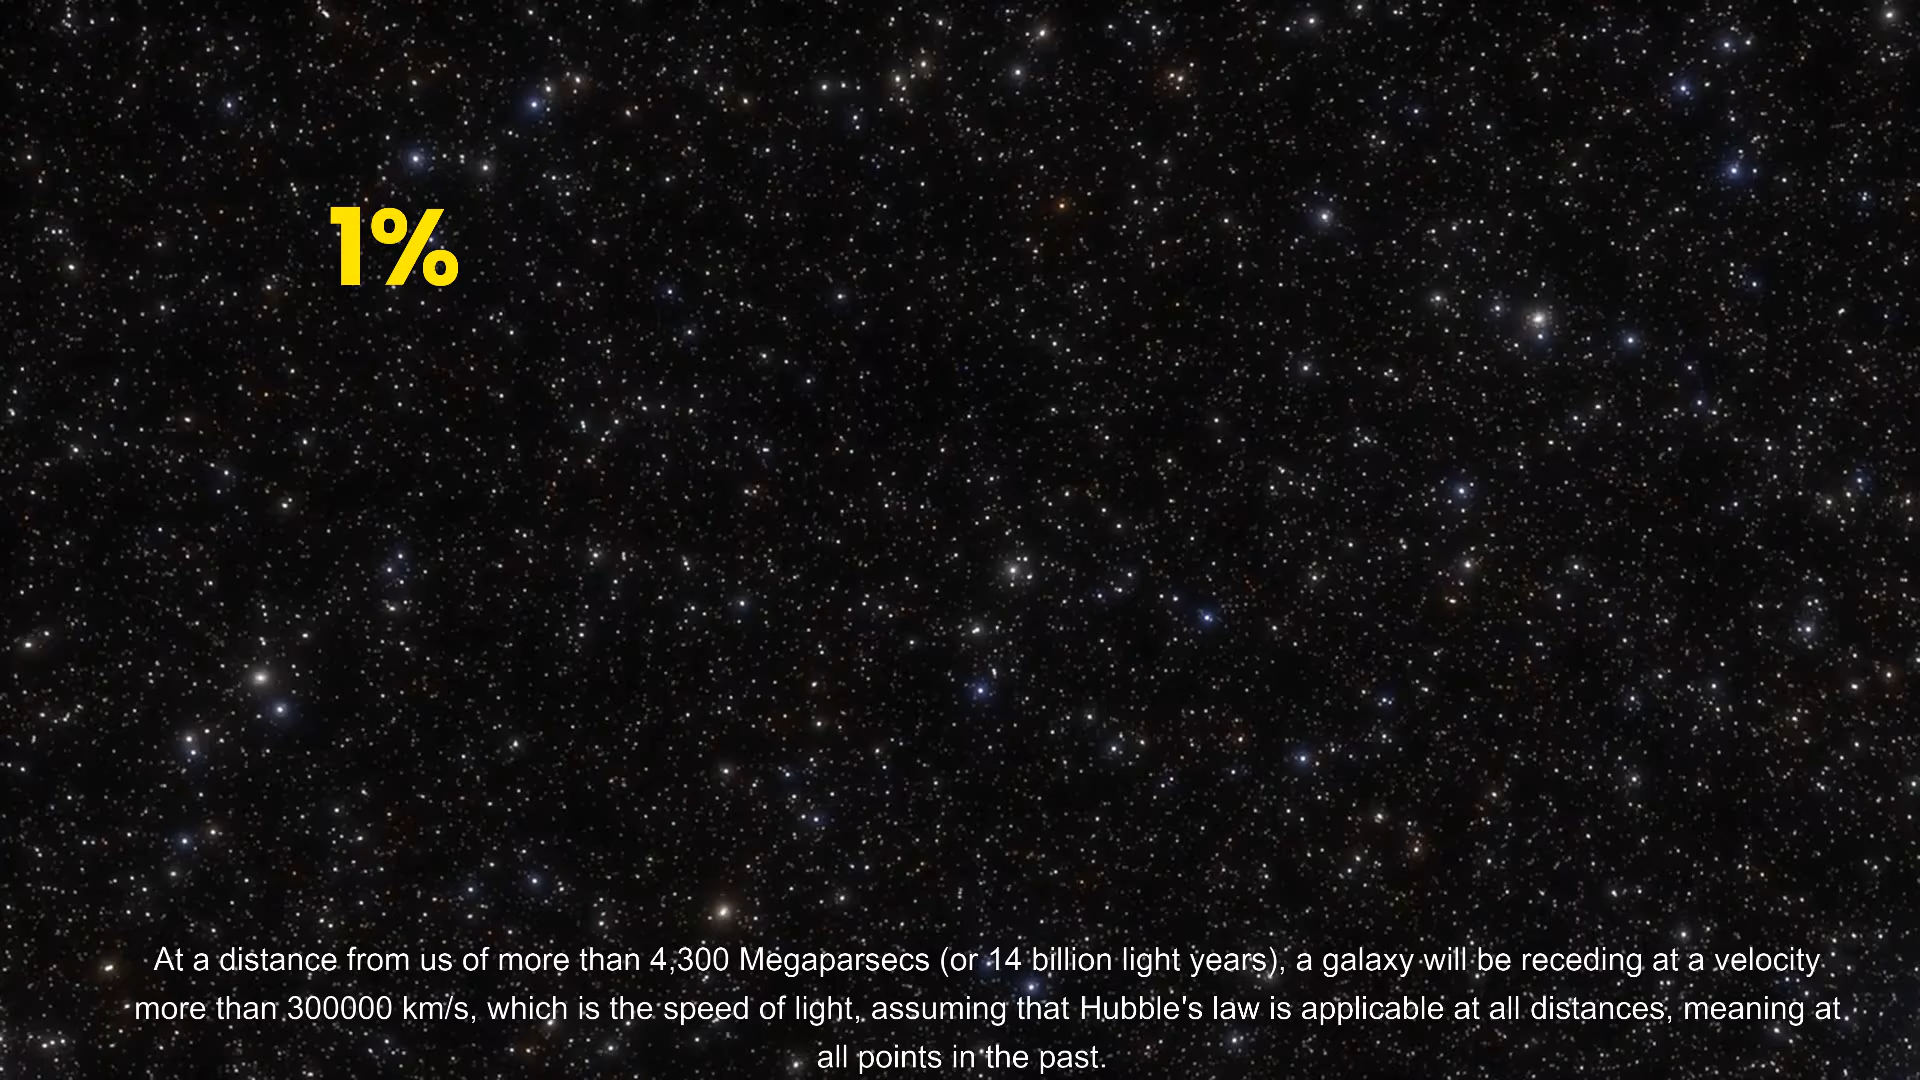 1%
At a distance from us of more than 4,300 Megaparsecs (or 14 billion light years), a galaxy will be receding at a velocity
more than 300000 km/s, which is the speed of light, assuming that Hubble's law is applicable at all distances, meaning at
all points in the past.